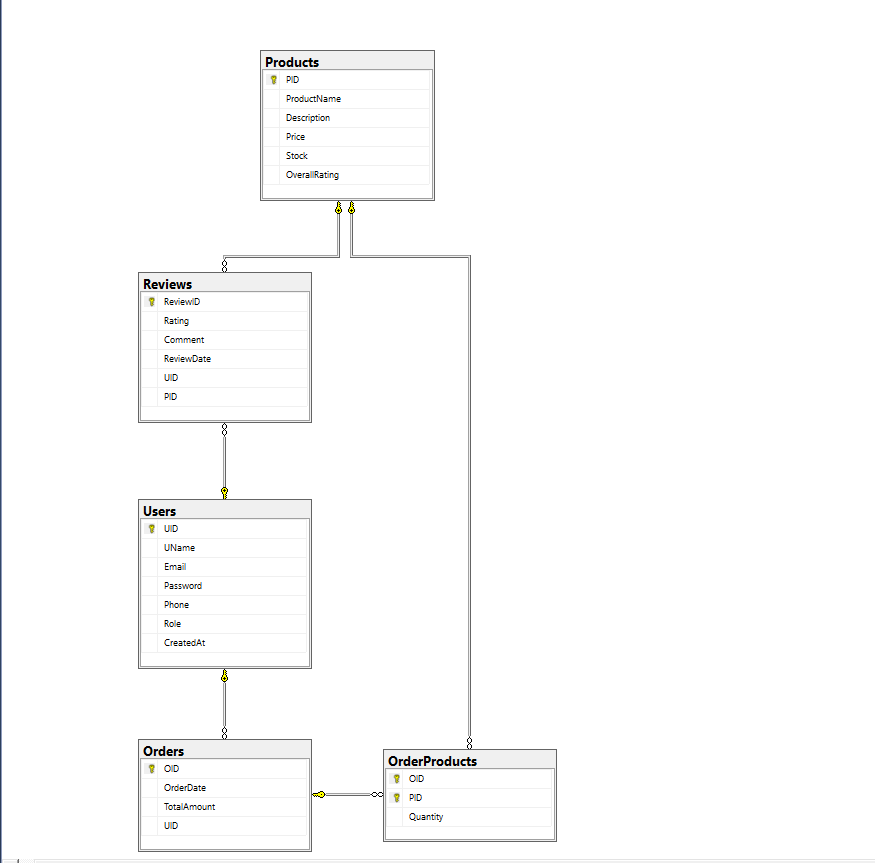 Products
PID
ProductName
Description
Price
Stock
OverallRating
Reviews
ReviewID
Rating
Comment
ReviewDate
UID
PID
Users
UID
UName
Email
Password
Phone
Role
CreatedAt
Orders
OID
OrderDate
TotalAmount
UID
OrderProducts
OID
PID
Quantity